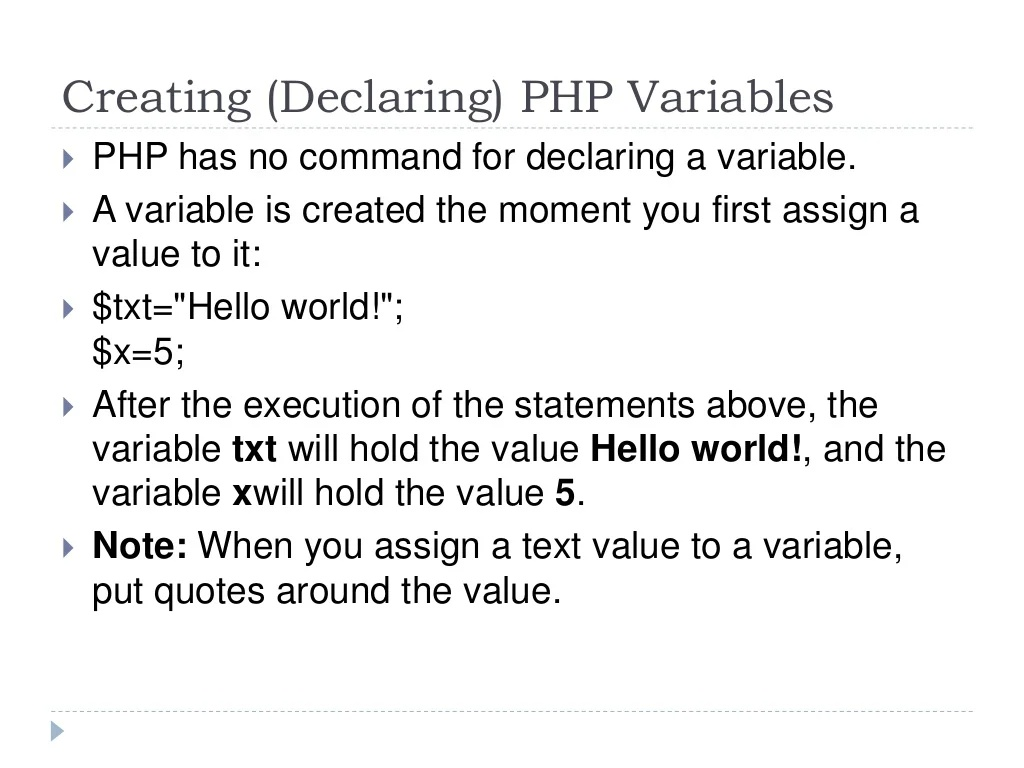 Creating (Declaring) PHP Variables
PHP has no command for declaring a variable.
A variable is created the moment you first assign a
value to it:
$txt="Hello world!";
$x=5;
After the execution of the statements above, the
variable txt will hold the value Hello world!, and the
variable xwill hold the value 5.
Note: When you assign a text value to a variable,
put quotes around the value.